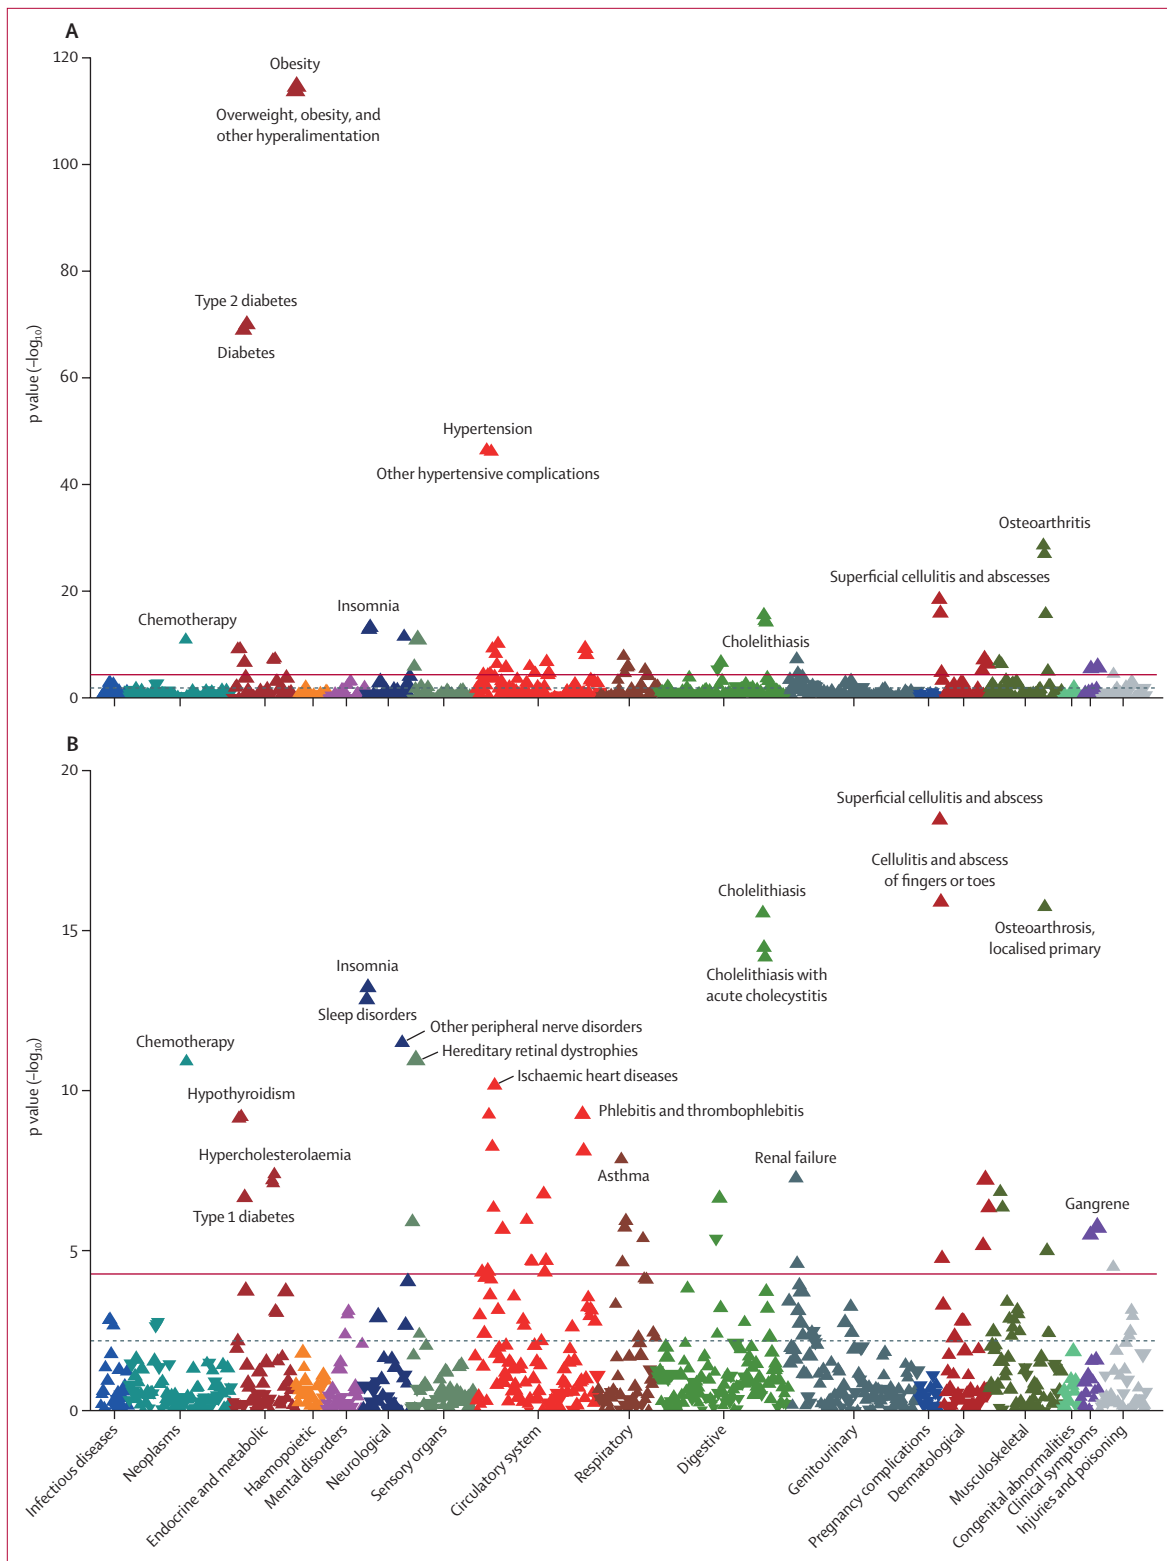 A
120
Obesity
Overweight, obesity, and
other hyperalimentation
100
80
Type 2 diabetes
Diabetes
p value (–log₁₀)
60
Hypertension
Other hypertensive complications
40
Osteoarthritis
Superficial cellulitis and abscesses
20
Insomnia
Chemotherapy
Cholelithiasis
0
B
20
Superficial cellulitis and abscess
Cellulitis and abscess
of fingers or toes
Cholelithiasis
15
Osteoarthrosis,
localised primary
Insomnia
Cholelithiasis with
acute cholecystitis
Sleep disorders
Other peripheral nerve disorders
Chemotherapy
Hereditary retinal dystrophies
p value (–log₁₀)
10
Ischaemic heart diseases
Hypothyroidism
Phlebitis and thrombophlebitis
Hypercholesterolaemia
Renal failure
Asthma
Type 1 diabetes
Gangrene
5
0
Infectious diseases
Neoplasms
Endocrine and metabolic
Haemopoietic
Mental disorders
Neurological
Sensory organs
Circulatory system
Respiratory
Digestive
Genitourinary
Pregnancy complications
Dermatological
Musculoskeletal
Congenital abnormalities
Clinical symptoms
Injuries and poisoning